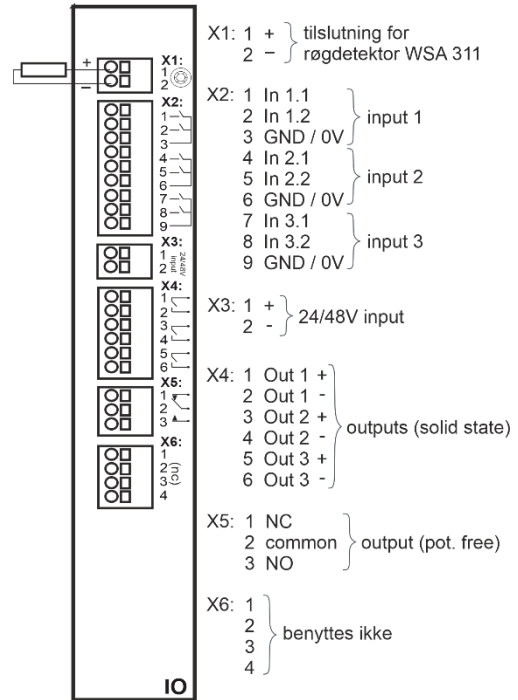 +
−
X1:
1
2
X2:
1
2
3
4
5
6
7
8
9
X3:
1
2
24/48V
input
X4:
1
2
3
4
5
6
X5:
1
2
3
X6:
1
2
3
4
(nc)
IO
X1: 1 + tilslutning for
2 − røgdetektor WSA 311
X2: 1 In 1.1
2 In 1.2 input 1
3 GND / 0V
4 In 2.1
5 In 2.2 input 2
6 GND / 0V
7 In 3.1
8 In 3.2 input 3
9 GND / 0V
X3: 1 +
2 - 24/48V input
X4: 1 Out 1 +
2 Out 1 -
3 Out 2 +
4 Out 2 - outputs (solid state)
5 Out 3 +
6 Out 3 -
X5: 1 NC
2 common output (pot. free)
3 NO
X6: 1
2
3 benyttes ikke
4